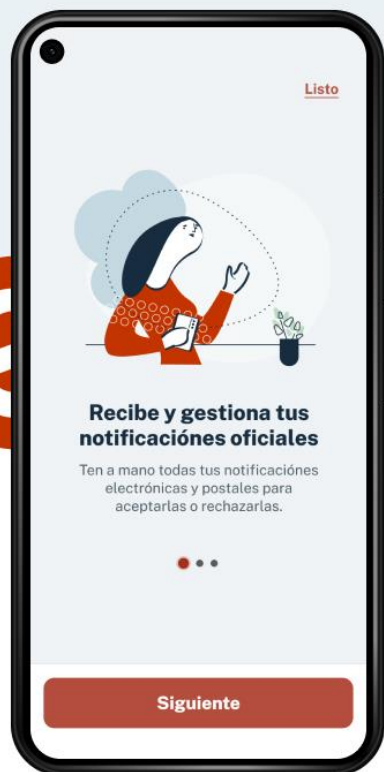 Listo
Recibe y gestiona tus
notificaciónes oficiales
Ten a mano todas tus notificaciónes
electrónicas y postales para
aceptarlas o rechazarlas.
Siguiente